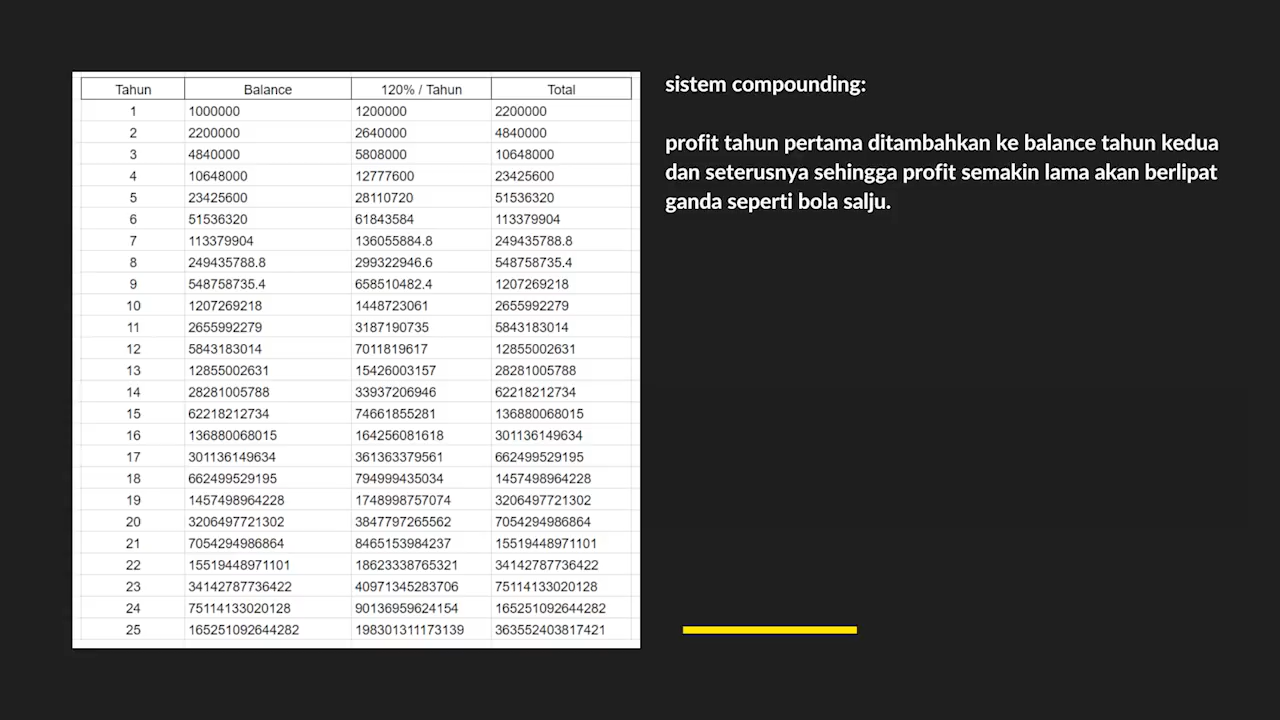 Tahun Balance 120% / Tahun Total
1 1000000 1200000 2200000
2 2200000 2640000 4840000
3 4840000 5808000 10648000
4 10648000 12777600 23425600
5 23425600 28110720 51536320
6 51536320 61843584 113379904
7 113379904 136055884.8 249435788.8
8 249435788.8 299322946.6 548758735.4
9 548758735.4 658510482.4 1207269218
10 1207269218 1448723061 2655992279
11 2655992279 3187190735 5843183014
12 5843183014 7011819617 12855002631
13 12855002631 15426003157 28281005788
14 28281005788 33937206946 62218212734
15 62218212734 74661855281 136880068015
16 136880068015 164256081618 301136149634
17 301136149634 361363379561 662499529195
18 662499529195 794999435034 1457498964228
19 1457498964228 1748998757074 3206497721302
20 3206497721302 3847797265562 7054294986864
21 7054294986864 8465153984237 15519448971101
22 15519448971101 18623338765321 34142787736422
23 34142787736422 40971345283706 75114133020128
24 75114133020128 90136959624154 165251092644282
25 165251092644282 198301311173139 363552403817421
sistem compounding:
profit tahun pertama ditambahkan ke balance tahun kedua
dan seterusnya sehingga profit semakin lama akan berlipat
ganda seperti bola salju.